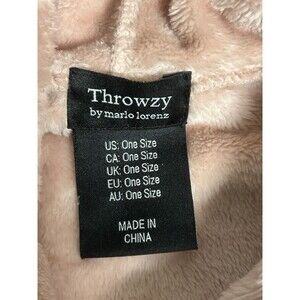 Throwzy
by mario lorenz
US: One Size
CA: One Size
UK: One Size
EU: One Size
AU: One Size
MADE IN
CHINA